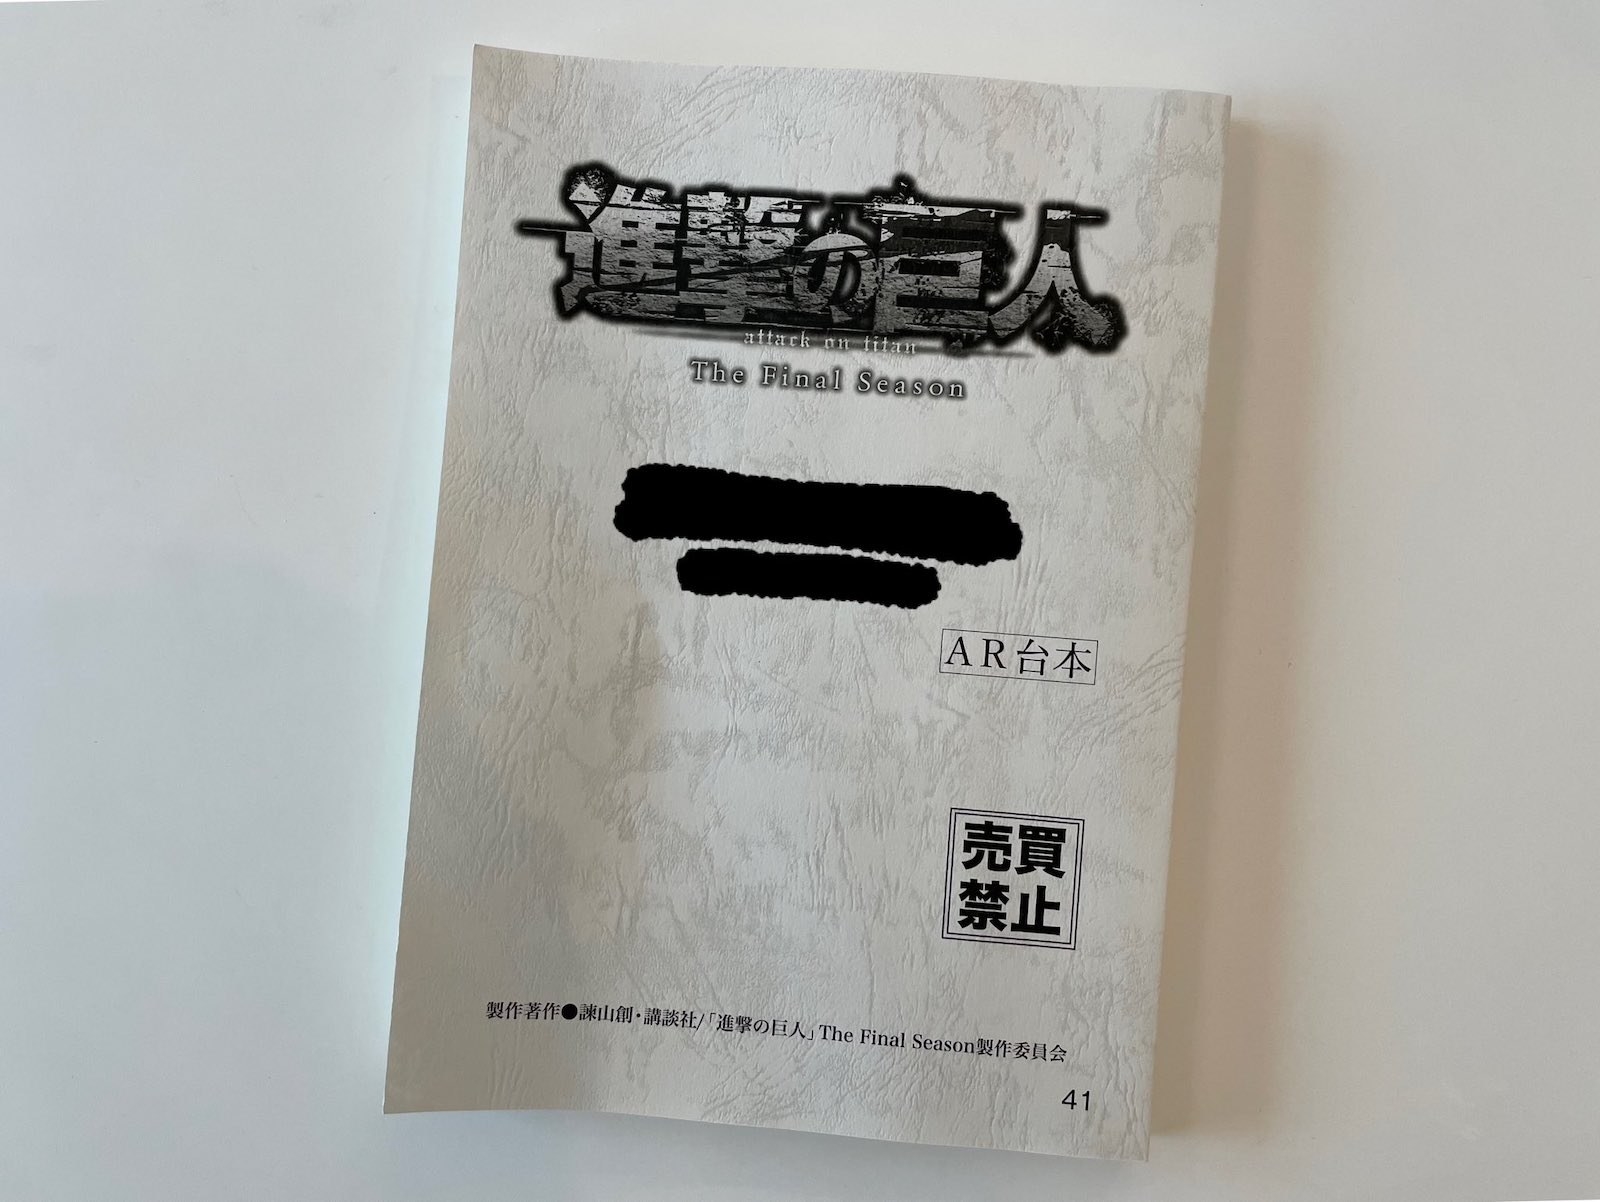 進撃の巨人
attack on titan
The Final Season
AR台本
売買
禁止
製作著作●諫山創・講談社/「進撃の巨人」The Final Season製作委員会
41